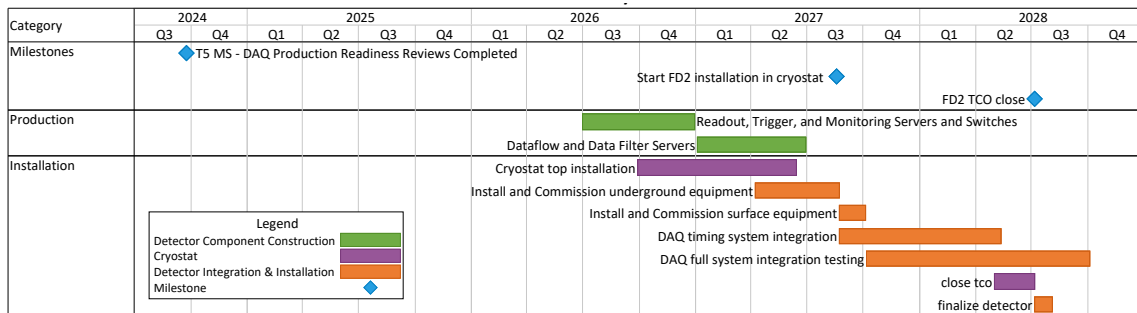 Category 2024 2025 2026 2027 2028
Q3 Q4 Q1 Q2 Q3 Q4 Q1 Q2 Q3 Q4 Q1 Q2 Q3 Q4 Q1 Q2 Q3 Q4
Milestones
T5 MS - DAQ Production Readiness Reviews Completed
Start FD2 installation in cryostat
FD2 TCO close
Production
Readout, Trigger, and Monitoring Servers and Switches
Dataflow and Data Filter Servers
Installation
Cryostat top installation
Install and Commission underground equipment
Install and Commission surface equipment
DAQ timing system integration
DAQ full system integration testing
close tco
finalize detector
Legend
Detector Component Construction
Cryostat
Detector Integration & Installation
Milestone